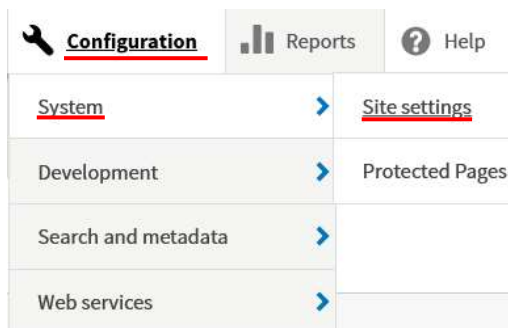 Configuration Reports Help
System Site settings
Development Protected Pages
Search and metadata
Web services